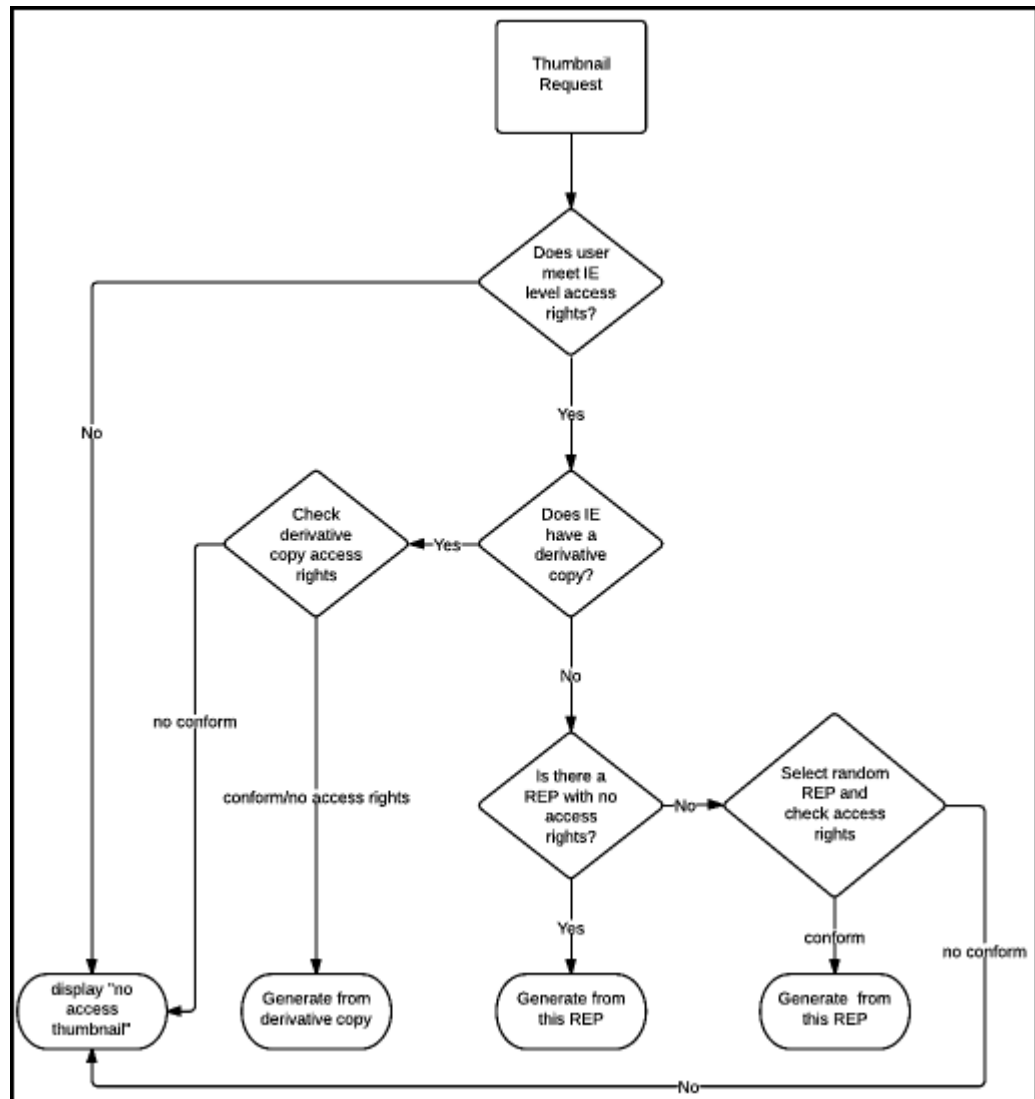 Thumbnail
Request
Does user
meet IE
level access
rights?
No
Yes
Check
derivative
copy access
rights
Yes
Does IE
have a
derivative
copy?
No
no conform
conform/no access rights
Is there a
REP with no
access
rights?
No
Select random
REP and
check access
rights
Yes
conform
no conform
display "no
access
thumbnail"
Generate from
derivative copy
Generate from
this REP
Generate from
this REP
No